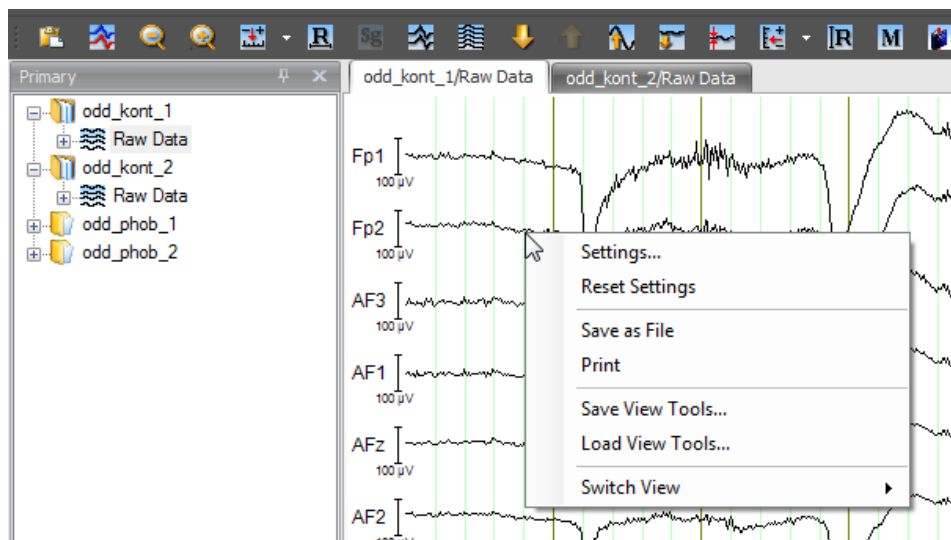 R Sg R M
Primary
odd_kont_1/Raw Data odd_kont_2/Raw Data
odd_kont_1
Raw Data
odd_kont_2
Raw Data
odd_phob_1
odd_phob_2
Fp1
100 µV
Fp2
100 µV
AF3
100 µV
AF1
100 µV
AFz
100 µV
AF2
Settings...
Reset Settings
Save as File
Print
Save View Tools...
Load View Tools...
Switch View